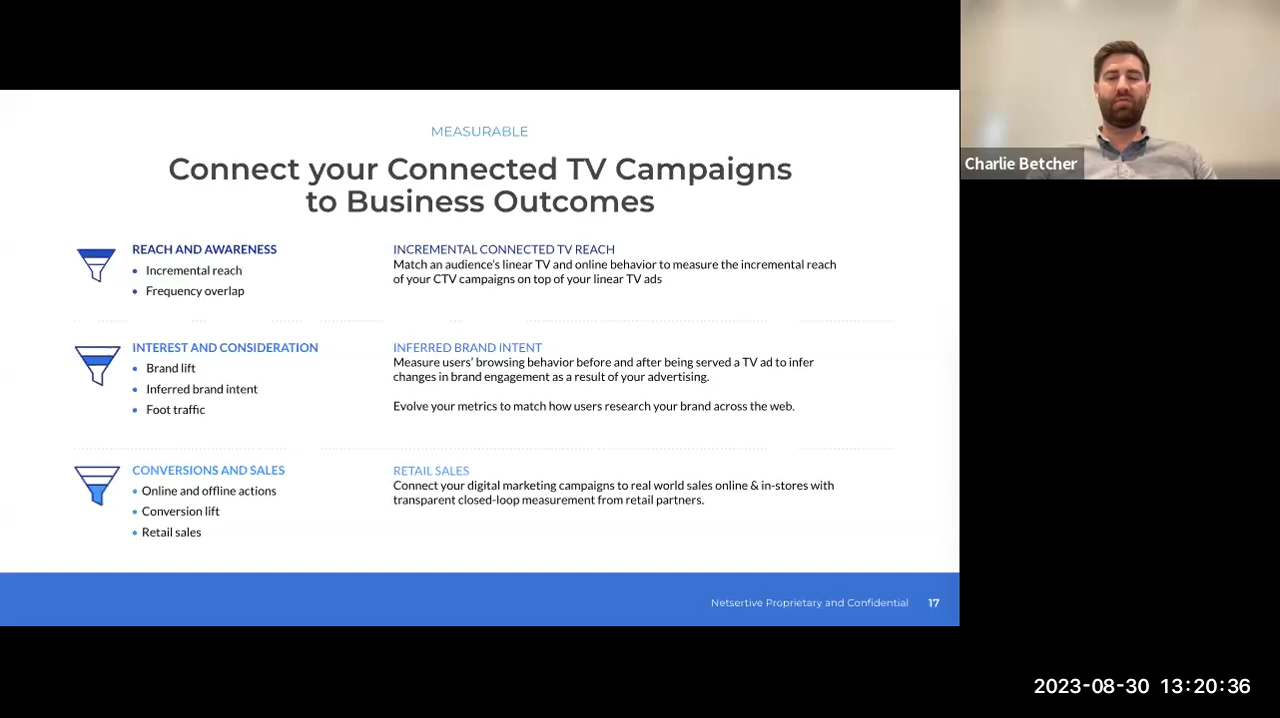 MEASURABLE
Connect your Connected TV Campaigns
to Business Outcomes
REACH AND AWARENESS
• Incremental reach
• Frequency overlap
INCREMENTAL CONNECTED TV REACH
Match an audience's linear TV and online behavior to measure the incremental reach
of your CTV campaigns on top of your linear TV ads
INTEREST AND CONSIDERATION
• Brand lift
• Inferred brand intent
• Foot traffic
INFERRED BRAND INTENT
Measure users' browsing behavior before and after being served a TV ad to infer
changes in brand engagement as a result of your advertising.
Evolve your metrics to match how users research your brand across the web.
CONVERSIONS AND SALES
• Online and offline actions
• Conversion lift
• Retail sales
RETAIL SALES
Connect your digital marketing campaigns to real world sales online & in-stores with
transparent closed-loop measurement from retail partners.
Netsertive Proprietary and Confidential 17
Charlie Betcher
2023-08-30 13:20:36